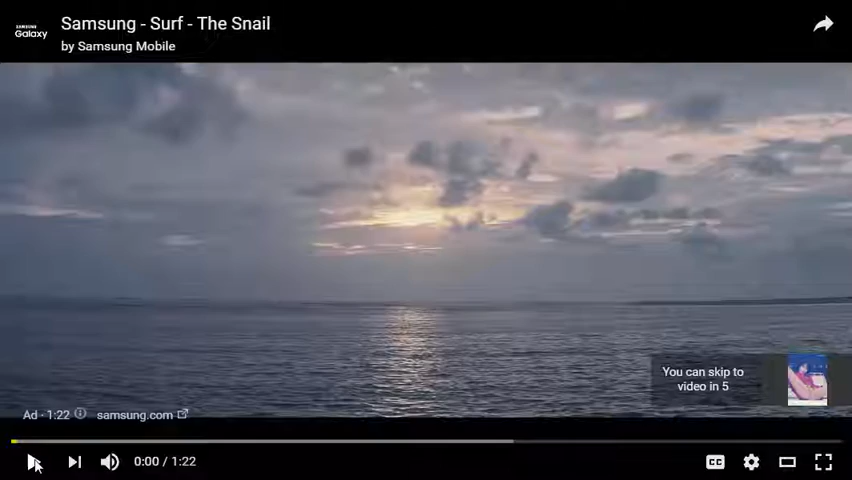 SAMSUNG
Galaxy
Samsung - Surf - The Snail
by Samsung Mobile
You can skip to
video in 5
Ad · 1:22 samsung.com
0:00 / 1:22
CC